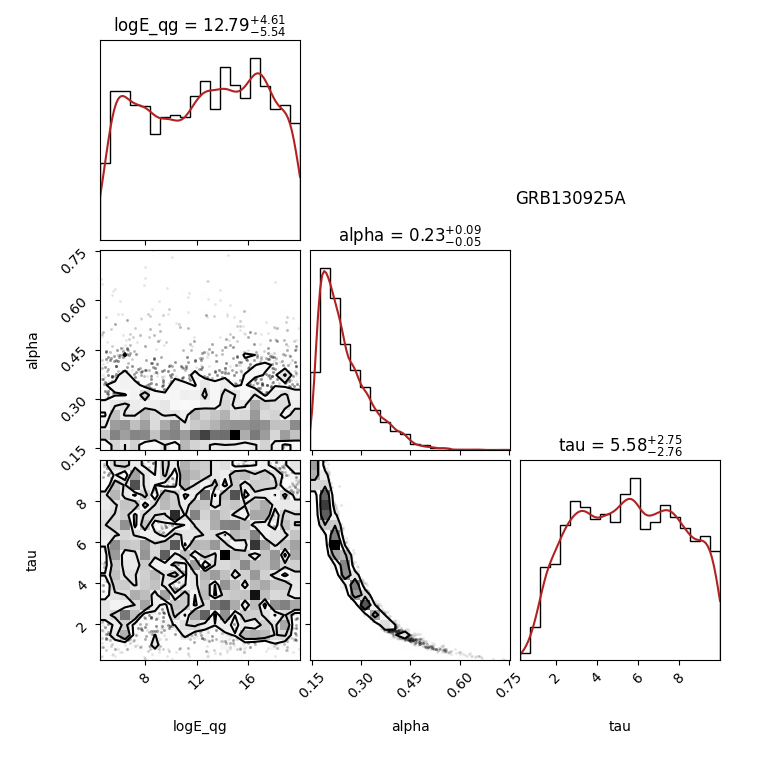 logE_qg = 12.79^{+4.61}_{−5.54}
GRB130925A
alpha = 0.23^{+0.09}_{−0.05}
0.75
0.60
0.45
0.30
0.15
alpha
tau = 5.58^{+2.75}_{−2.76}
8
6
4
2
tau
8
12
16
logE_qg
0.15
0.30
0.45
0.60
0.75
alpha
2
4
6
8
tau